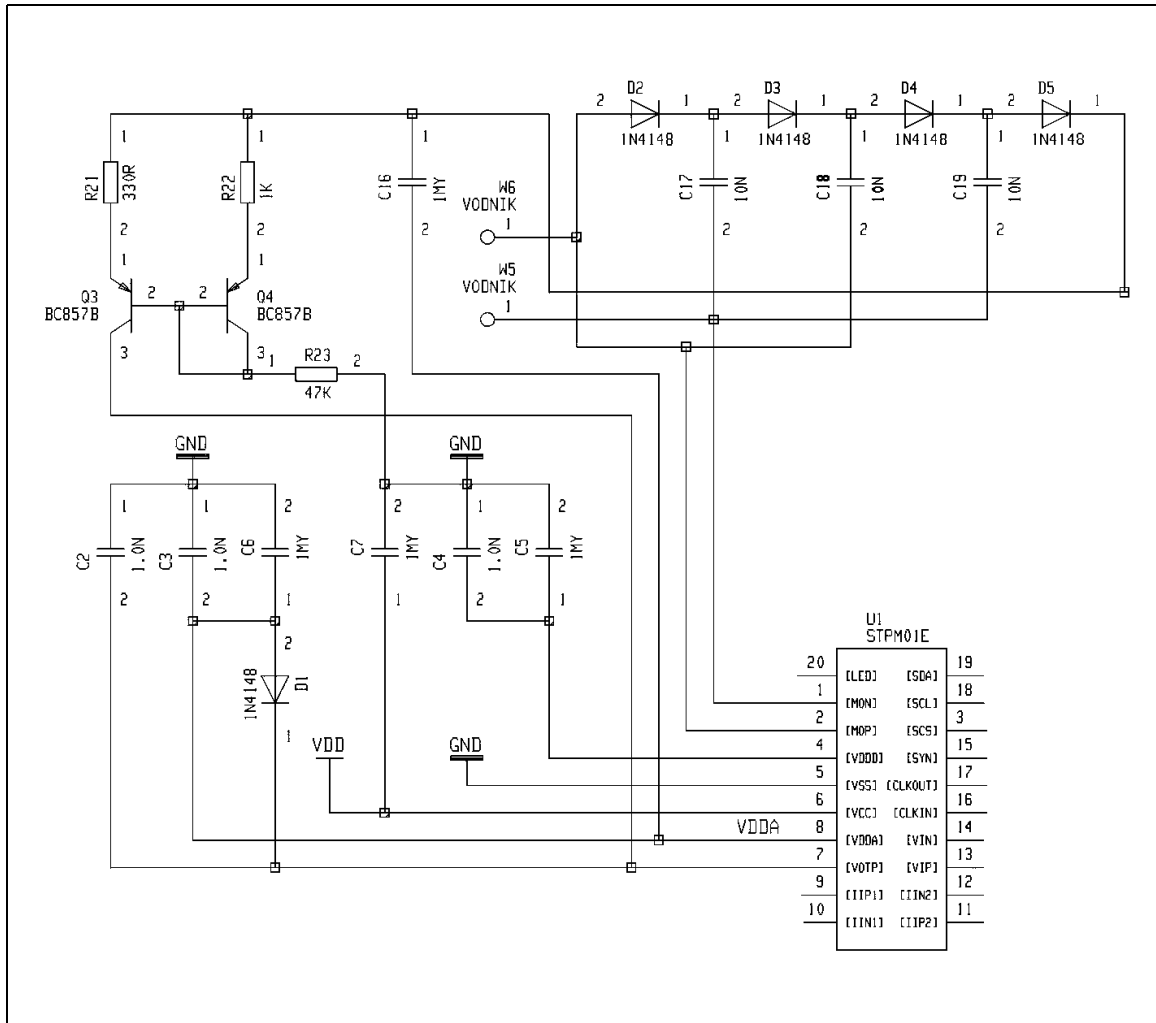 D2 D3 D4 D5
2 1 2 1 2 1 2 1
1N4148 1N4148 1N4148 1N4148
1 1 1 1 1 1
R21 330R R22 1K C16 1MY C17 10N C18 10N C19 10N
W6
VODNIK
1
2 2 2 2 2 2
W5
VODNIK
1
1 1
Q3
BC857B
2 2
Q4
BC857B
3 3
1 R23 2
47K
GND GND
1 1 2 2 1 2
C2 1.0N C3 1.0N C6 1MY C7 1MY C4 1.0N C5 1MY
2 2 1 1 2 1
2
1N4148 D1
1
VDD GND
VDDA
U1
STPM01E
20 [LED] [SDA] 19
1 [MON] [SCL] 18
2 [MOP] [SCS] 3
4 [VDDD] [SYN] 15
5 [VSS] [CLKOUT] 17
6 [VCC] [CLKIN] 16
8 [VDDA] [VIN] 14
7 [VOTP] [VIP] 13
9 [IIP1] [IIN2] 12
10 [IIN1] [IIP2] 11